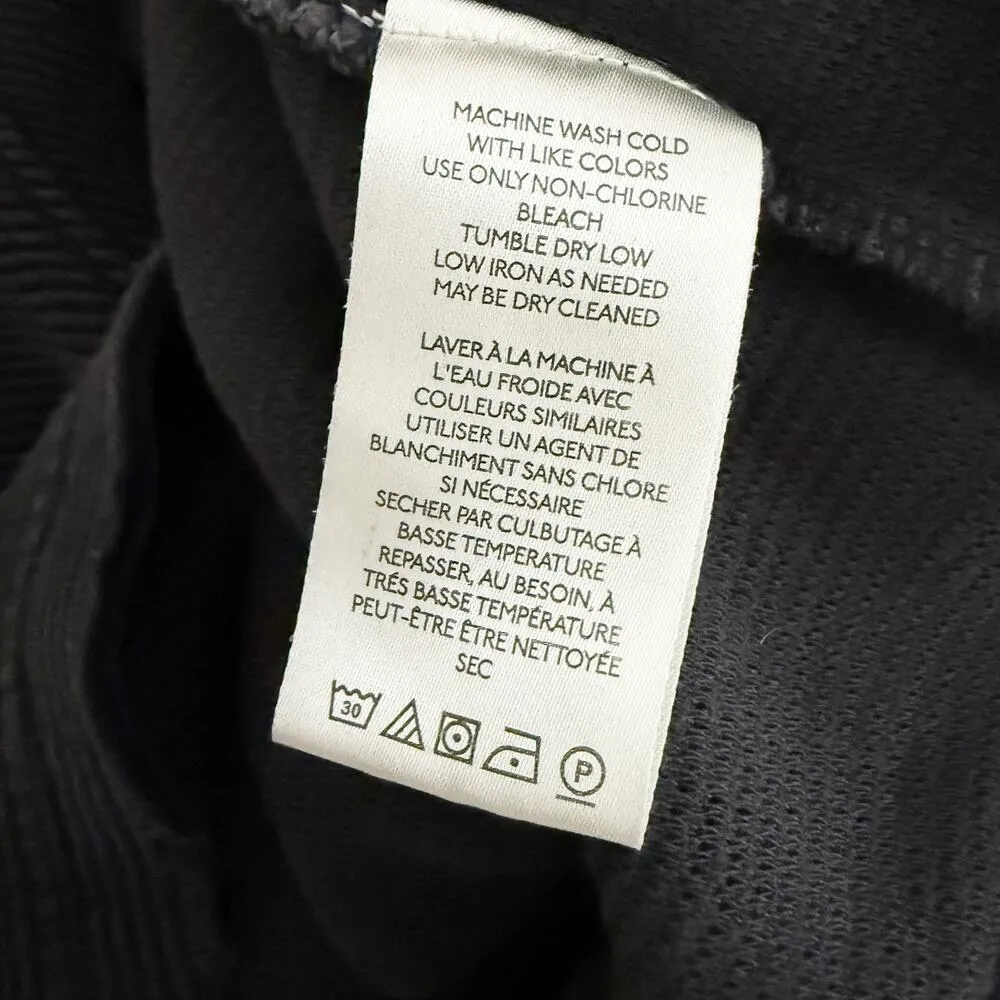 MACHINE WASH COLD
WITH LIKE COLORS
USE ONLY NON-CHLORINE
BLEACH
TUMBLE DRY LOW
LOW IRON AS NEEDED
MAY BE DRY CLEANED
LAVER À LA MACHINE À
L'EAU FROIDE AVEC
COULEURS SIMILAIRES
UTILISER UN AGENT DE
BLANCHIMENT SANS CHLORE
SI NÉCESSAIRE
SECHER PAR CULBUTAGE À
BASSE TEMPERATURE
REPASSER, AU BESOIN, À
TRÉS BASSE TEMPÉRATURE
PEUT-ÊTRE ÊTRE NETTOYÉE
SEC
30 P